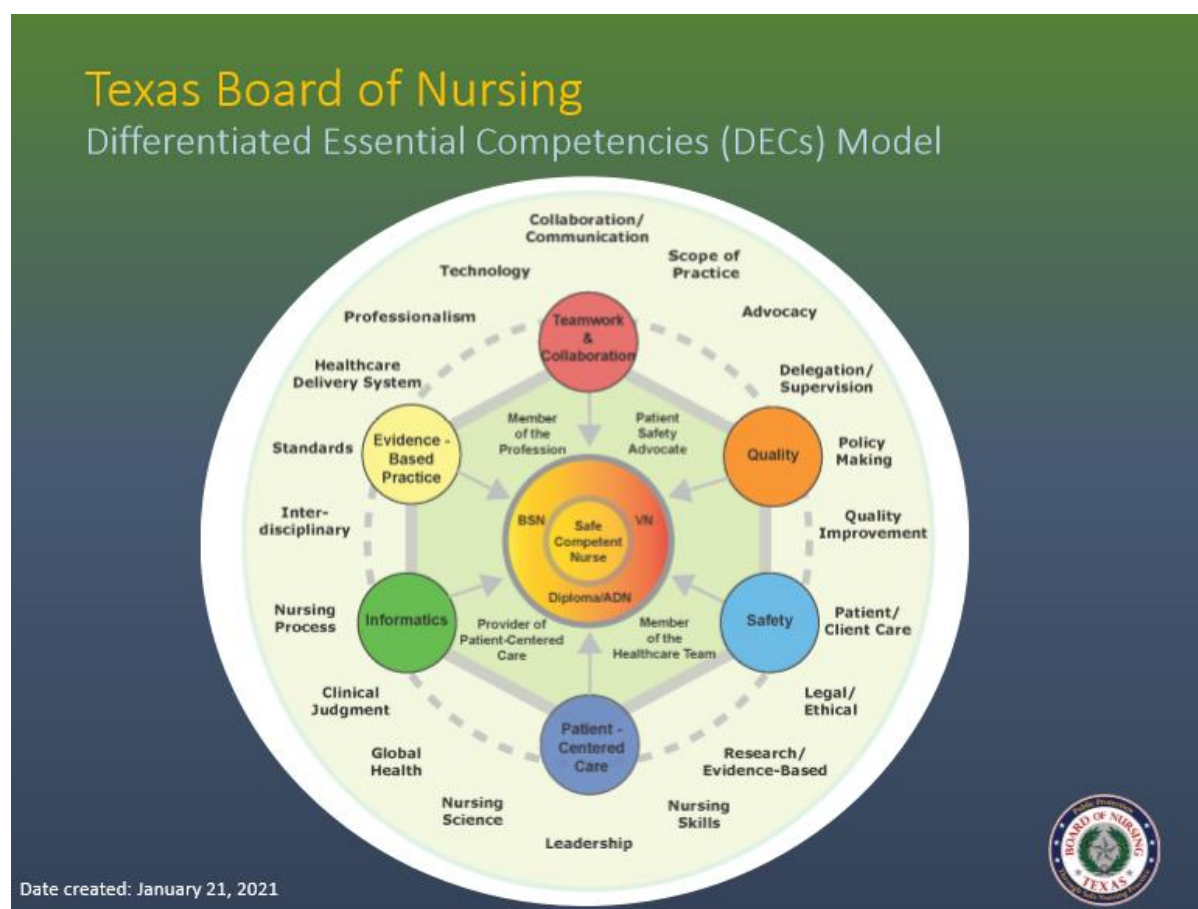 Texas Board of Nursing
Differentiated Essential Competencies (DECs) Model
Collaboration/
Communication
Scope of
Practice
Advocacy
Delegation/
Supervision
Policy
Making
Quality
Improvement
Patient/
Client Care
Legal/
Ethical
Research/
Evidence-Based
Nursing
Skills
Leadership
Nursing
Science
Global
Health
Clinical
Judgment
Nursing
Process
Inter-
disciplinary
Standards
Healthcare
Delivery System
Professionalism
Technology
Teamwork
&
Collaboration
Quality
Safety
Patient -
Centered
Care
Informatics
Evidence -
Based
Practice
Member
of the
Profession
Patient
Safety
Advocate
Member
of the
Healthcare Team
Provider of
Patient-Centered
Care
BSN
VN
Diploma/ADN
Safe
Competent
Nurse
Date created: January 21, 2021
BOARD OF NURSING
TEXAS